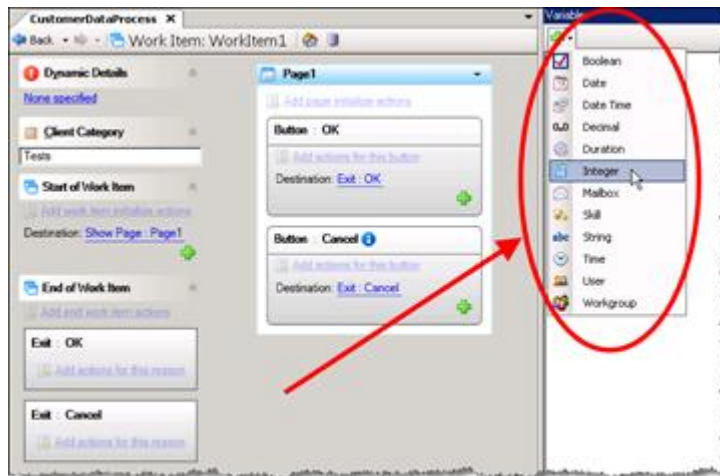 CustomerDataProcess
Back
Work Item: WorkItem1
Dynamic Details
None specified
Client Category
Tests
Start of Work Item
Add work item initiation actions
Destination: Show Page : Page1
End of Work Item
Add end work item actions
Exit : OK
Add actions for this reason
Exit : Cancel
Add actions for this reason
Page1
Add page initiation actions
Button : OK
Add actions for this button
Destination: Exit : OK
Button : Cancel
Add actions for this button
Destination: Exit : Cancel
Variable
Boolean
Date
Date Time
0.0 Decimal
Duration
Integer
Mailbox
Skill
abc String
Time
User
Workgroup